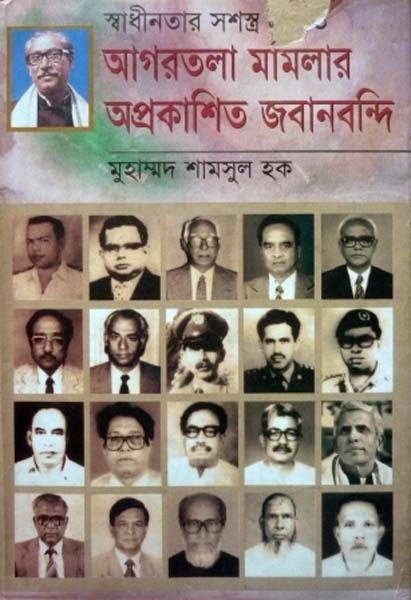 স্বাধীনতার সশস্ত্র
আগরতলা মামলার
অপ্রকাশিত জবানবন্দি
মুহাম্মদ শামসুল হক